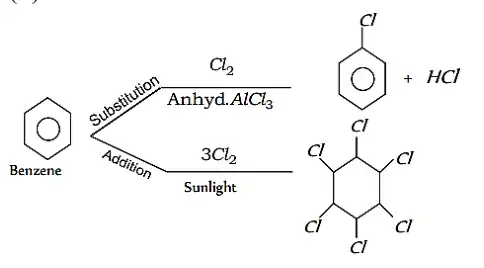 Cl
Substitution
Cl2
Anhyd.AlCl3
+ HCl
Benzene
Addition
3Cl2
Sunlight
Cl
Cl
Cl
Cl
Cl
Cl